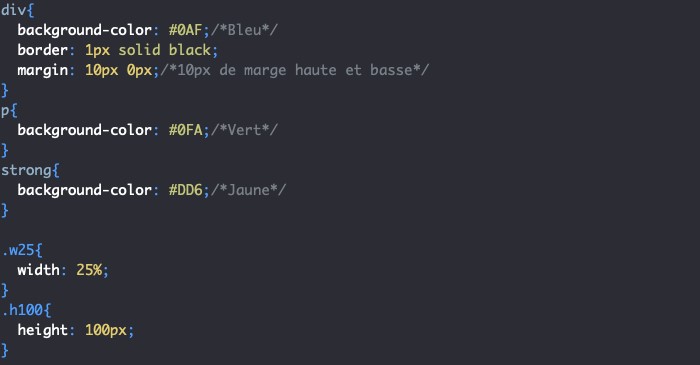 div{
  background-color: #0AF;/*Bleu*/
  border: 1px solid black;
  margin: 10px 0px;/*10px de marge haute et basse*/
}
p{
  background-color: #0FA;/*Vert*/
}
strong{
  background-color: #DD6;/*Jaune*/
}

.w25{
  width: 25%;
}
.h100{
  height: 100px;
}